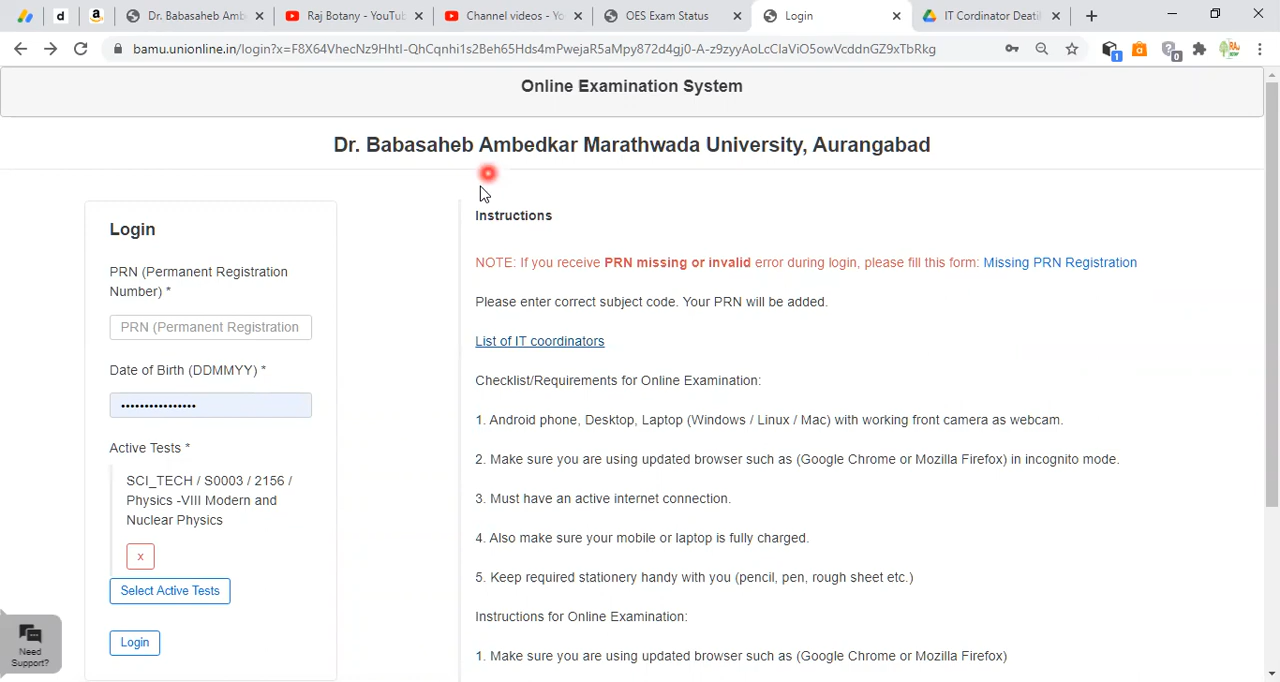 Dr. Babasaheb Amb
Raj Botany - YouTu
Channel videos - Yo
OES Exam Status
Login
IT Cordinator Deatil
bamu.unionline.in/login?x=F8X64VhecNz9HhtI-QhCqnhi1s2Beh65Hds4mPwejaR5aMpy872d4gj0-A-z9zyyAoLcCIaViO5owVcddnGZ9xTbRkg
Online Examination System
Dr. Babasaheb Ambedkar Marathwada University, Aurangabad
Login
PRN (Permanent Registration
Number) *
PRN (Permanent Registration
Date of Birth (DDMMYY) *
Active Tests *
SCI_TECH / S0003 / 2156 /
Physics -VIII Modern and
Nuclear Physics
x
Select Active Tests
Login
Need
Support?
Instructions
NOTE: If you receive PRN missing or invalid error during login, please fill this form: Missing PRN Registration
Please enter correct subject code. Your PRN will be added.
List of IT coordinators
Checklist/Requirements for Online Examination:
1. Android phone, Desktop, Laptop (Windows / Linux / Mac) with working front camera as webcam.
2. Make sure you are using updated browser such as (Google Chrome or Mozilla Firefox) in incognito mode.
3. Must have an active internet connection.
4. Also make sure your mobile or laptop is fully charged.
5. Keep required stationery handy with you (pencil, pen, rough sheet etc.)
Instructions for Online Examination:
1. Make sure you are using updated browser such as (Google Chrome or Mozilla Firefox)